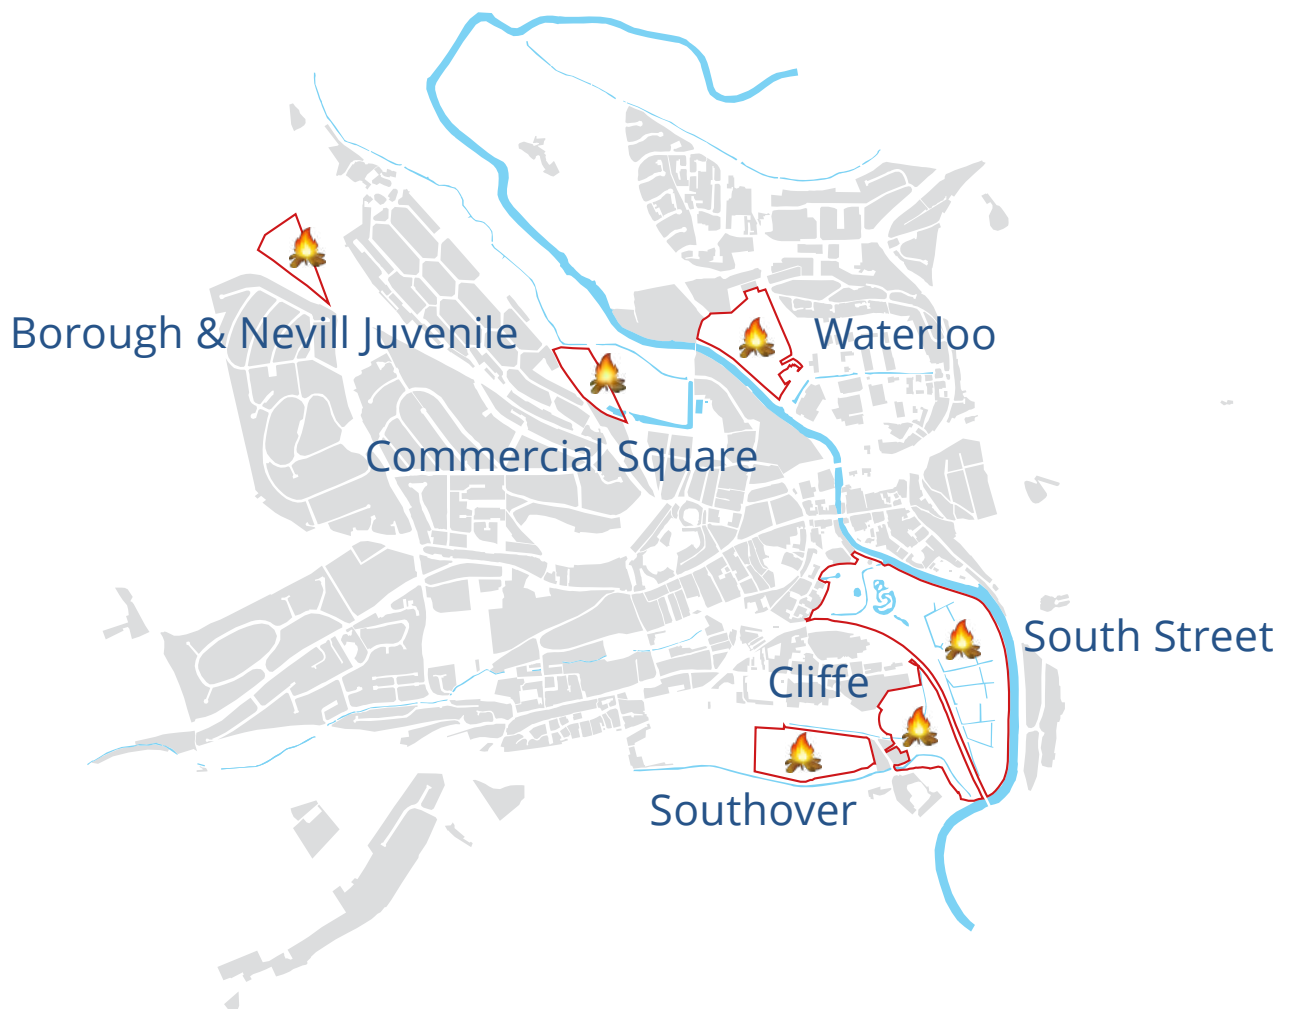 Borough & Nevill Juvenile
Waterloo
Commercial Square
South Street
Cliffe
Southover